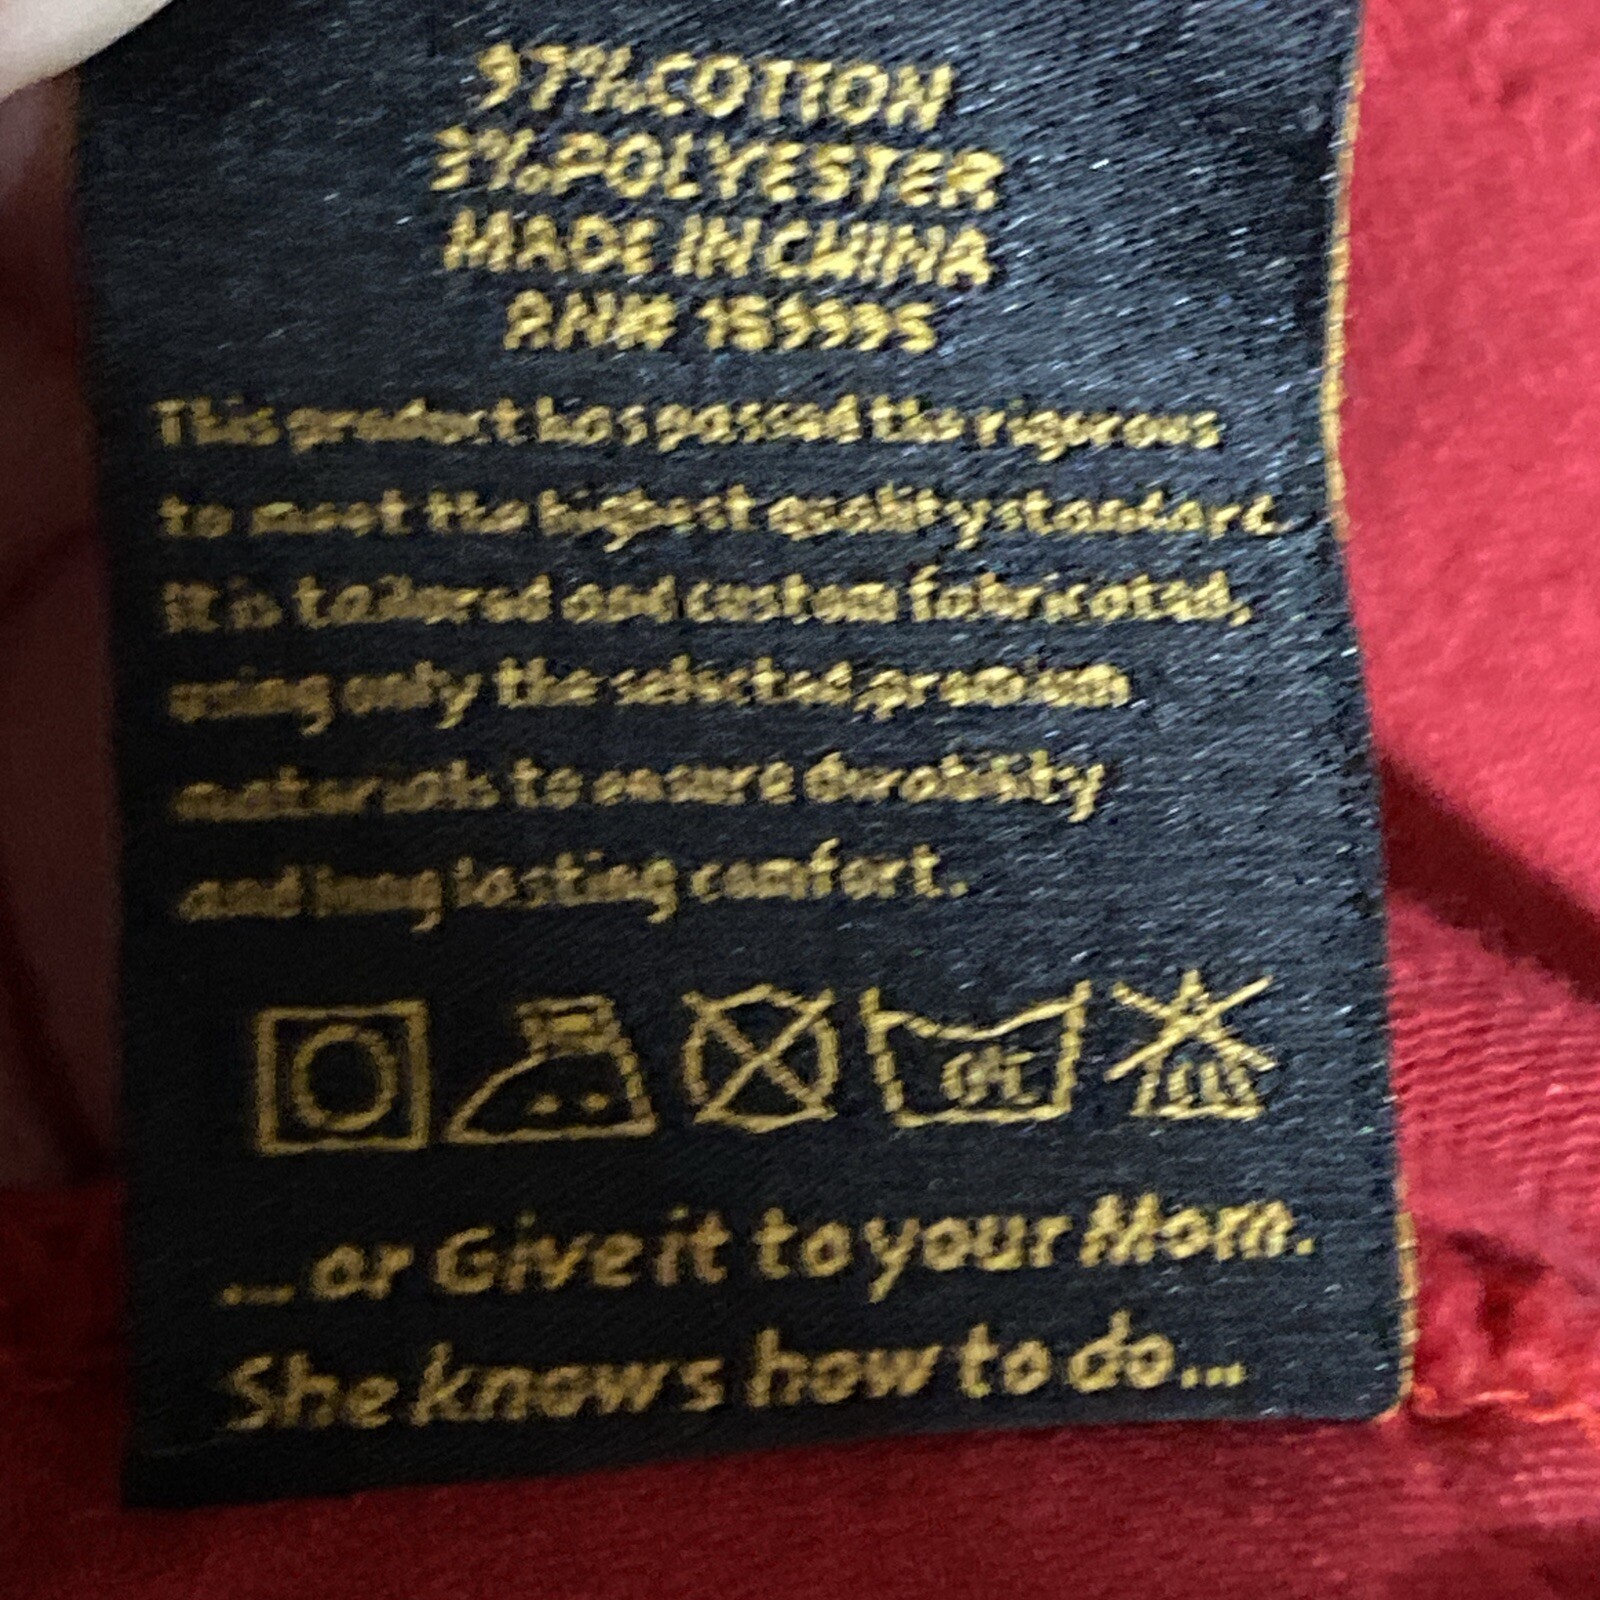 97%COTTON
3%POLYESTER
MADE IN CHINA
RN# 159995
This product has passed the rigorous
to meet the highest quality standart.
It is tailored and custom fabricated,
using only the selected, premium
materials to ensure durability
and long lasting comfort.
... or Give it to your Mom.
She knows how to do...